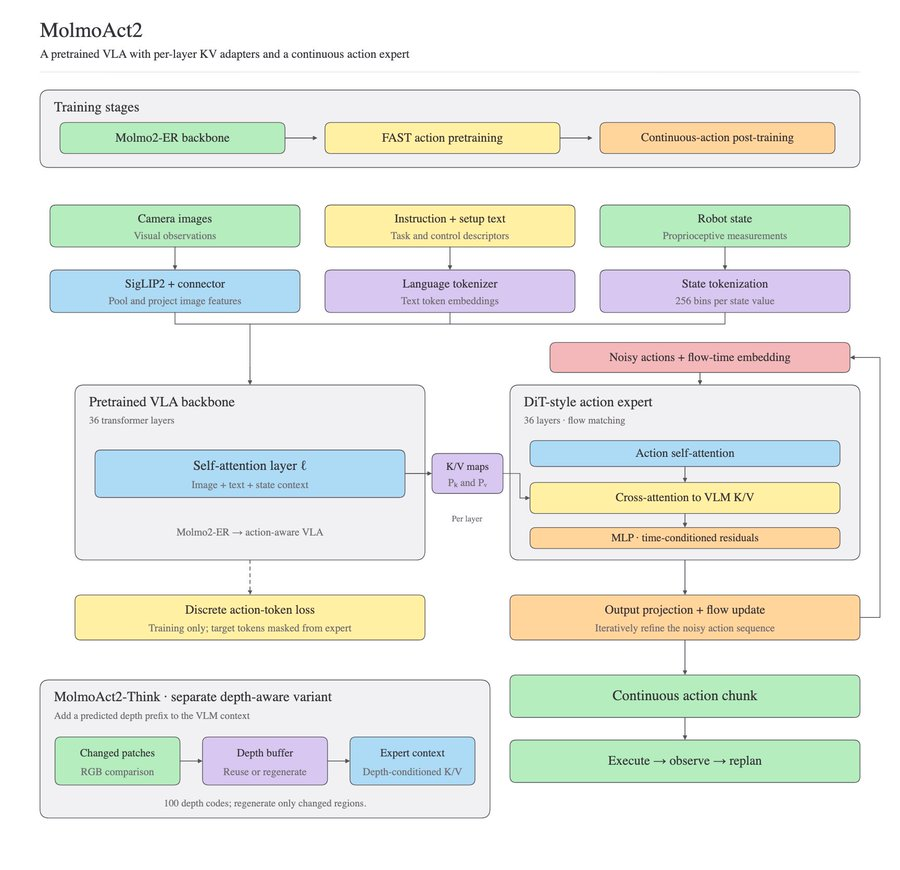 MolmoAct2
A pretrained VLA with per-layer KV adapters and a continuous action expert
Training stages
Molmo2-ER backbone
FAST action pretraining
Continuous-action post-training
Camera images
Visual observations
Instruction + setup text
Task and control descriptors
Robot state
Proprioceptive measurements
SigLIP2 + connector
Pool and project image features
Language tokenizer
Text token embeddings
State tokenization
256 bins per state value
Noisy actions + flow-time embedding
Pretrained VLA backbone
36 transformer layers
Self-attention layer ℓ
Image + text + state context
Molmo2-ER → action-aware VLA
K/V maps
Pₖ and Pᵥ
Per layer
DiT-style action expert
36 layers · flow matching
Action self-attention
Cross-attention to VLM K/V
MLP · time-conditioned residuals
Discrete action-token loss
Training only; target tokens masked from expert
Output projection + flow update
Iteratively refine the noisy action sequence
Continuous action chunk
Execute → observe → replan
MolmoAct2-Think · separate depth-aware variant
Add a predicted depth prefix to the VLM context
Changed patches
RGB comparison
Depth buffer
Reuse or regenerate
Expert context
Depth-conditioned K/V
100 depth codes; regenerate only changed regions.